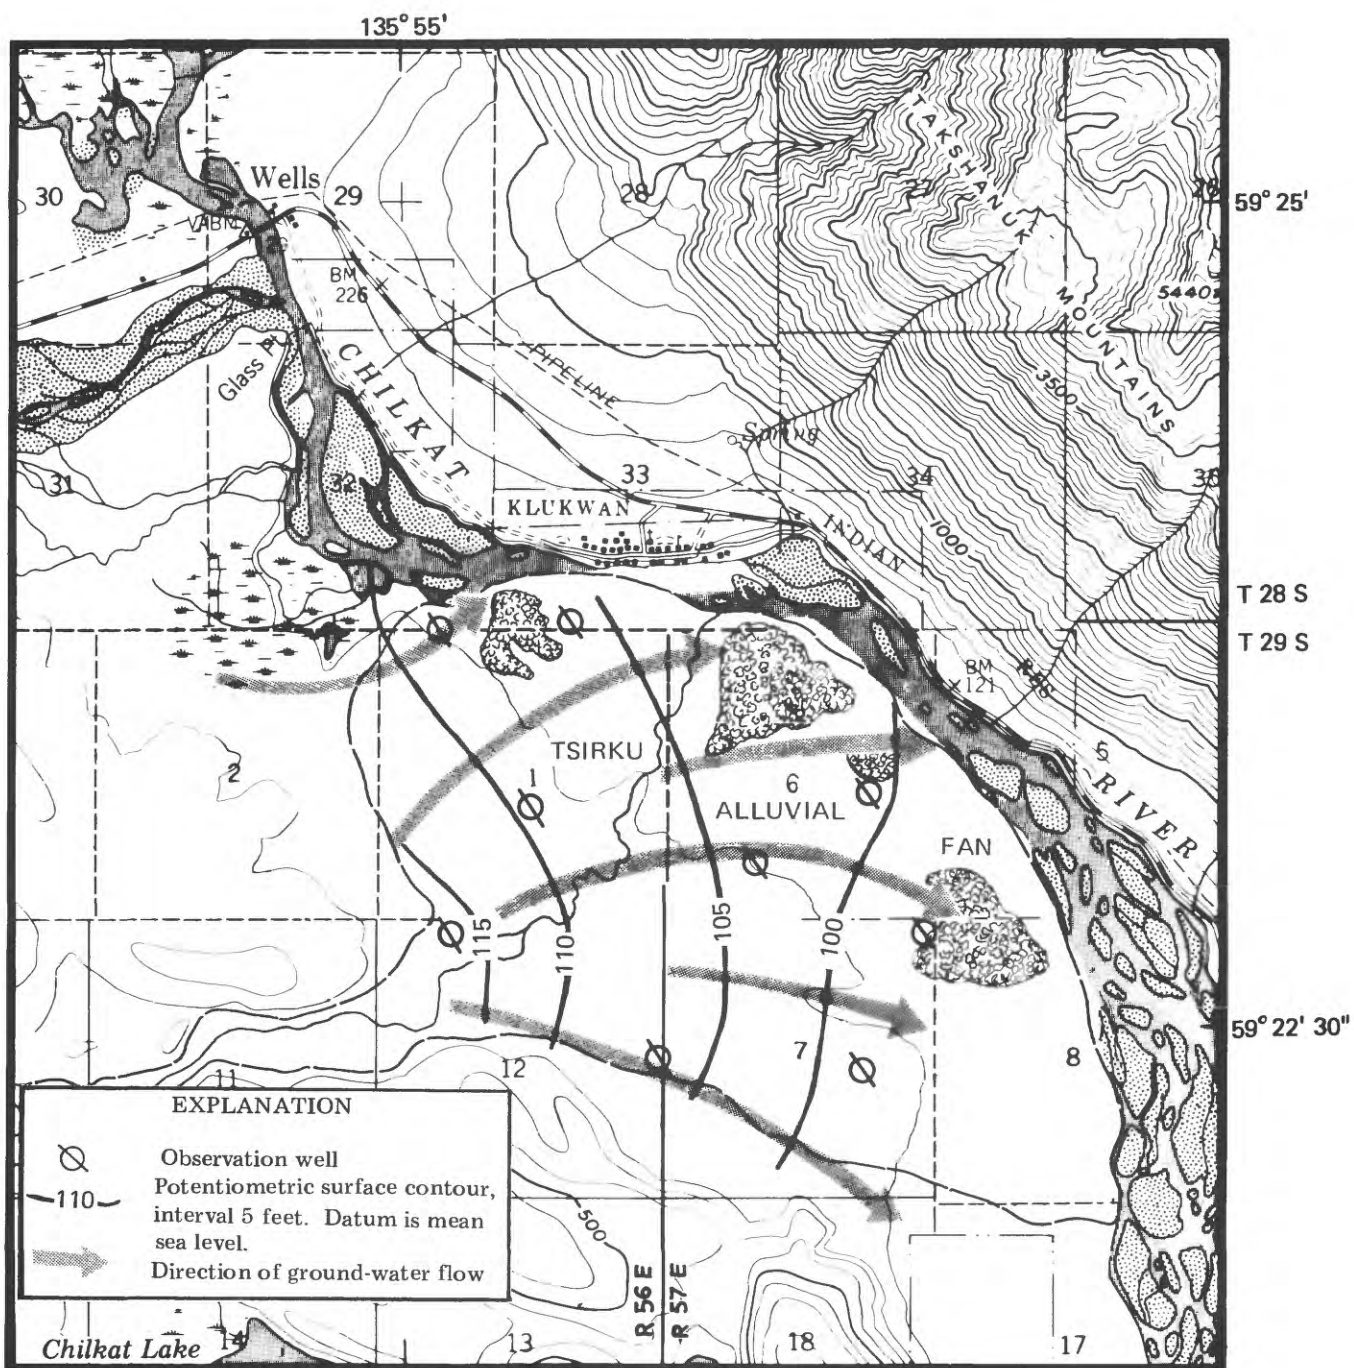 135° 55'
30
Wells
29
28
27
TAKSHANUK
59° 25'
VABM
BM
226
5440
MOUNTAINS
Glass
CHILKAT
PIPELINE
3500
Spring
31
32
33
34
35
KLUKWAN
INDIAN
1000
T 28 S
T 29 S
BM
121
RES
2
1
TSIRKU
6
ALLUVIAL
5
RIVER
FAN
115
110
105
100
59° 22' 30"
11
12
7
8
EXPLANATION
Observation well
110
Potentiometric surface contour,
interval 5 feet. Datum is mean
sea level.
Direction of ground-water flow
500
R 56 E
R 57 E
Chilkat Lake
14
13
18
17